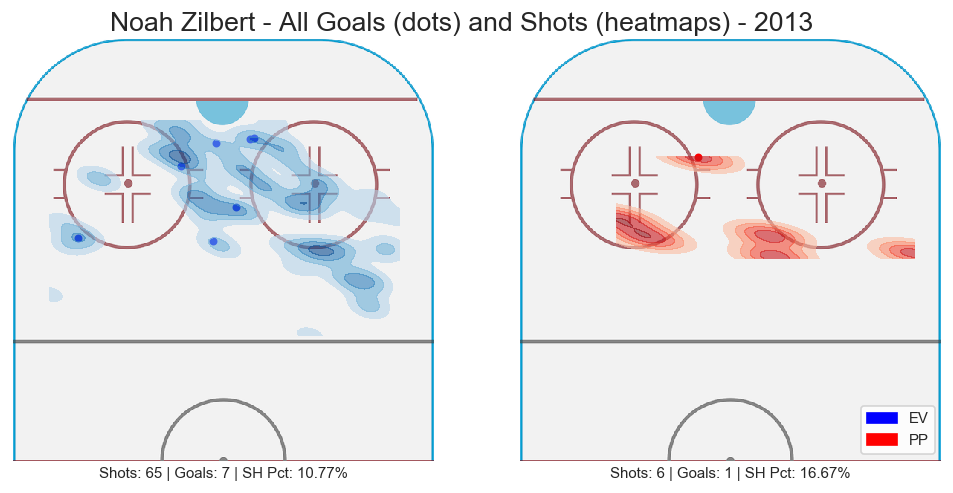 Noah Zilbert - All Goals (dots) and Shots (heatmaps) - 2013
EV
PP
Shots: 65 | Goals: 7 | SH Pct: 10.77%
Shots: 6 | Goals: 1 | SH Pct: 16.67%